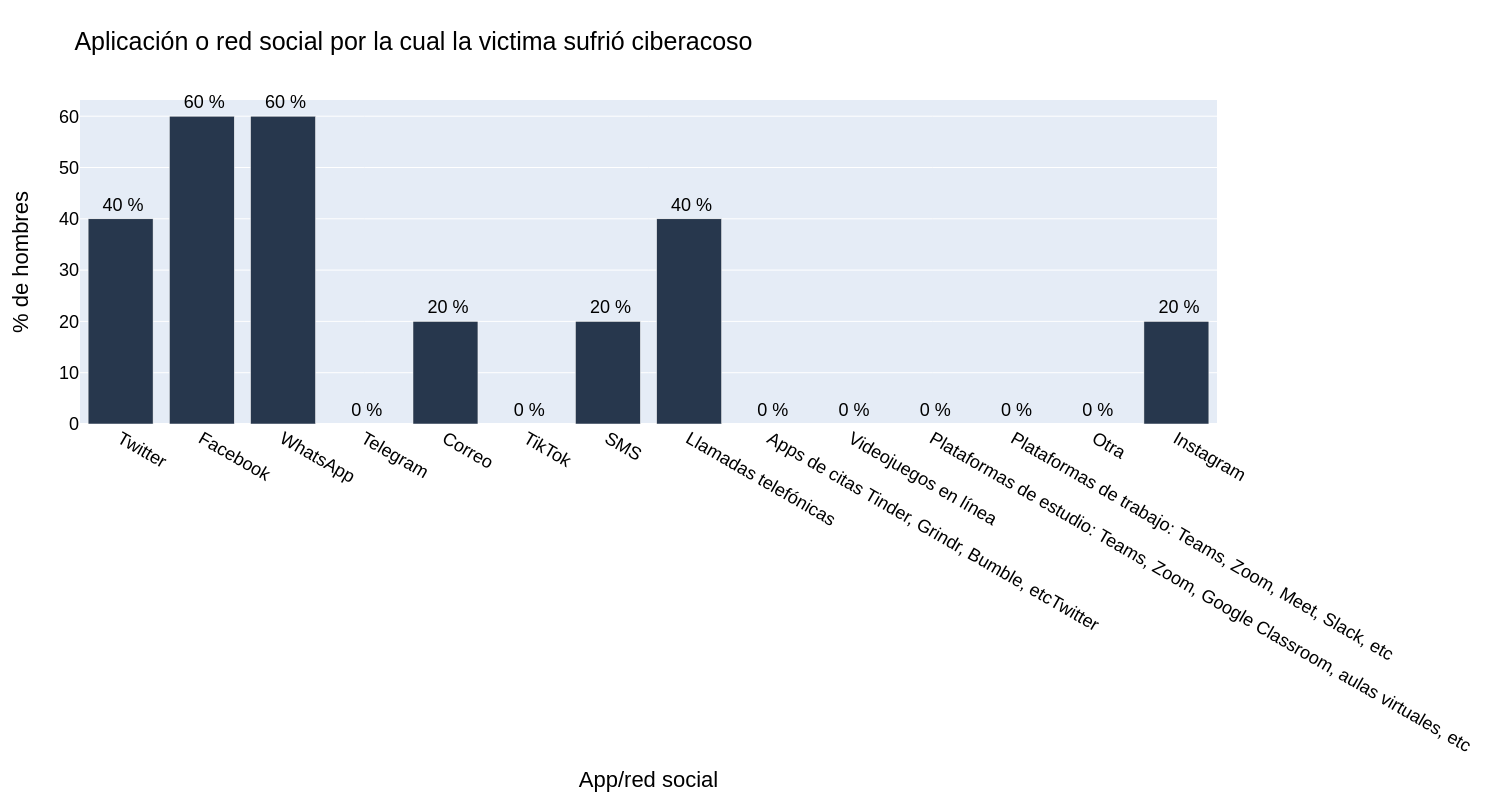 Aplicación o red social por la cual la victima sufrió ciberacoso
% de hombres
60
50
40
30
20
10
0
40 %
60 %
60 %
0 %
20 %
0 %
20 %
40 %
0 %
0 %
0 %
0 %
0 %
20 %
Twitter
Facebook
WhatsApp
Telegram
Correo
TikTok
SMS
Llamadas telefónicas
Apps de citas Tinder, Grindr, Bumble, etcTwitter
Videojuegos en línea
Plataformas de estudio: Teams, Zoom, Google Classroom, aulas virtuales, etc
Plataformas de trabajo: Teams, Zoom, Meet, Slack, etc
Otra
Instagram
App/red social